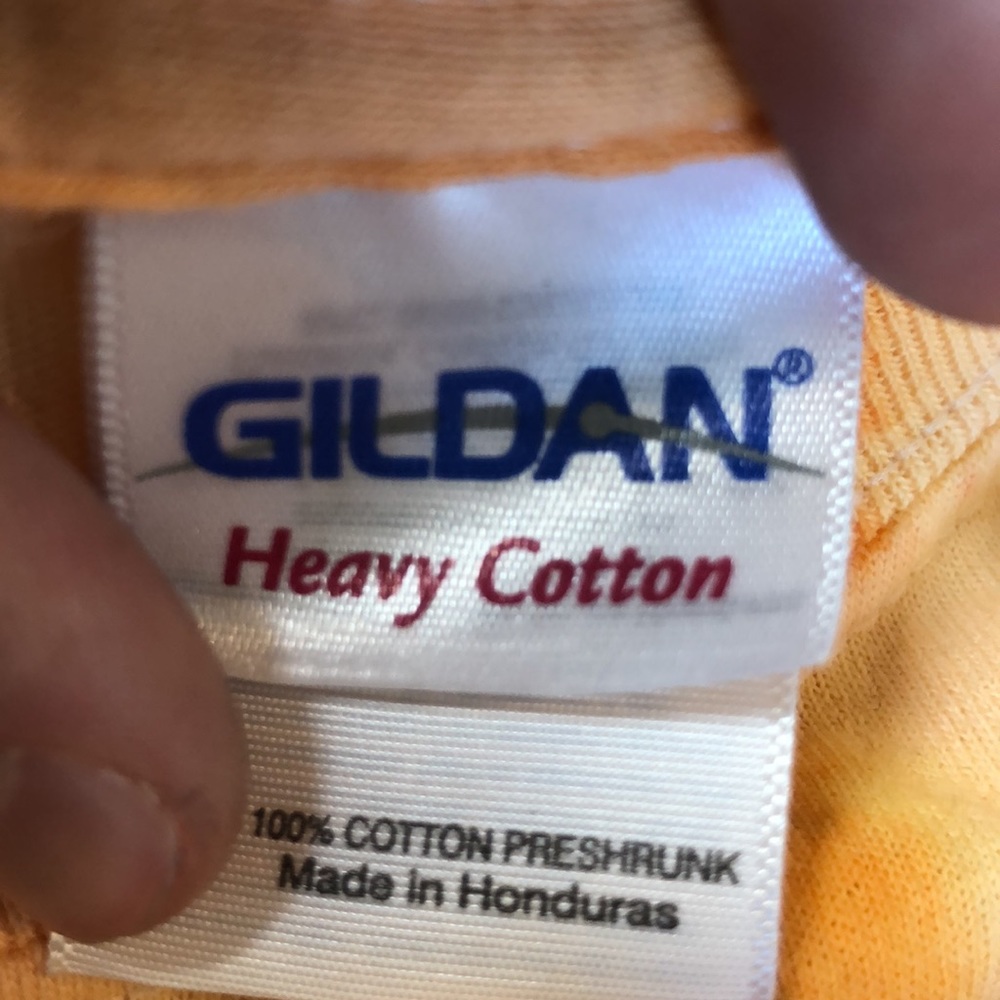 GILDAN®
Heavy Cotton
100% COTTON PRESHRUNK
Made in Honduras